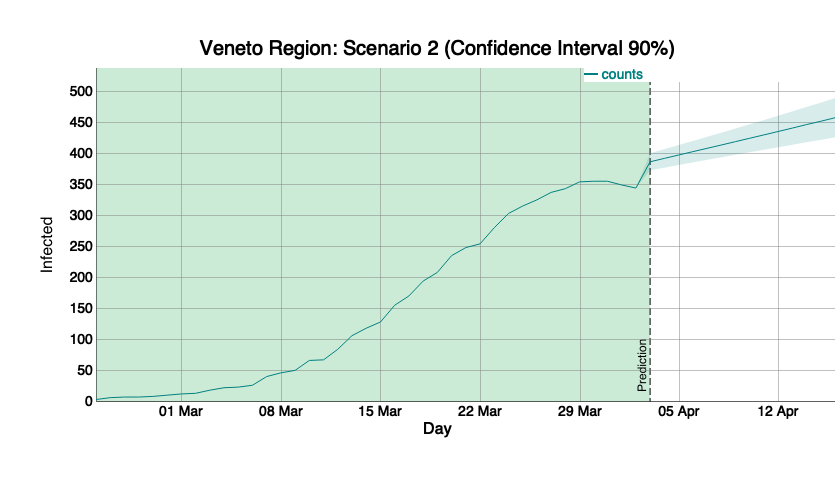 Veneto Region: Scenario 2 (Confidence Interval 90%)
counts
500
450
400
350
300
250
200
150
100
50
0
Infected
Prediction
01 Mar 08 Mar 15 Mar 22 Mar 29 Mar 05 Apr 12 Apr
Day